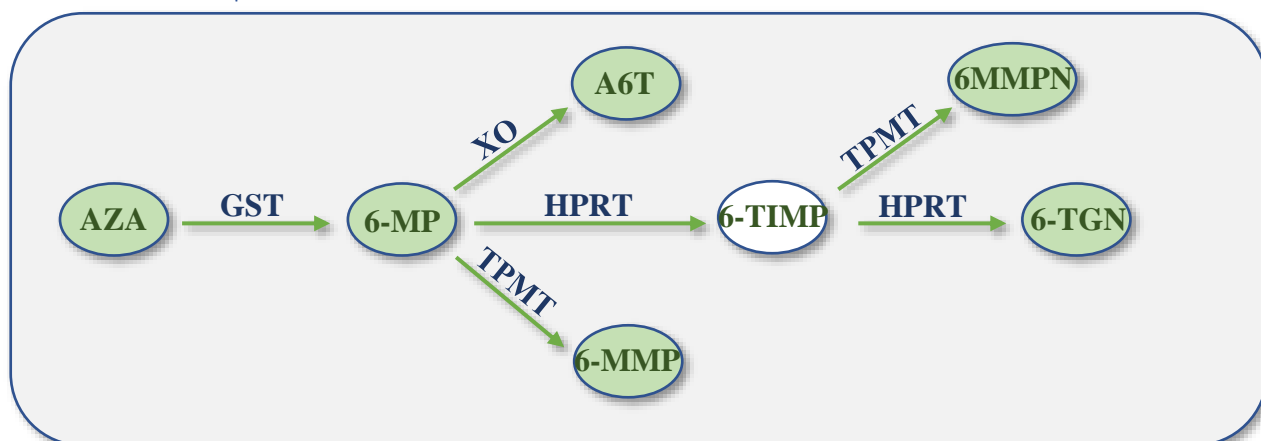 A6T
6MMPN
XO
TPMT
AZA
GST
6-MP
HPRT
6-TIMP
HPRT
6-TGN
TPMT
6-MMP